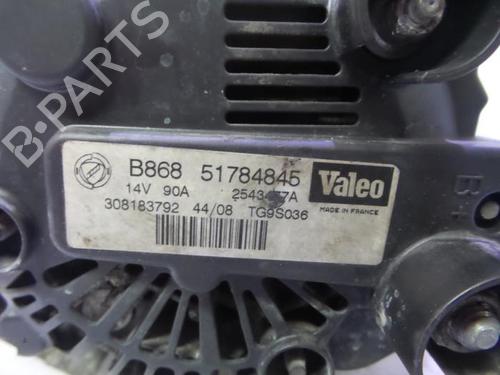 B868 51784845
Valeo
14V 90A
MADE IN FRANCE
308183792 44/08 TG9S036
B+
B-PARTS